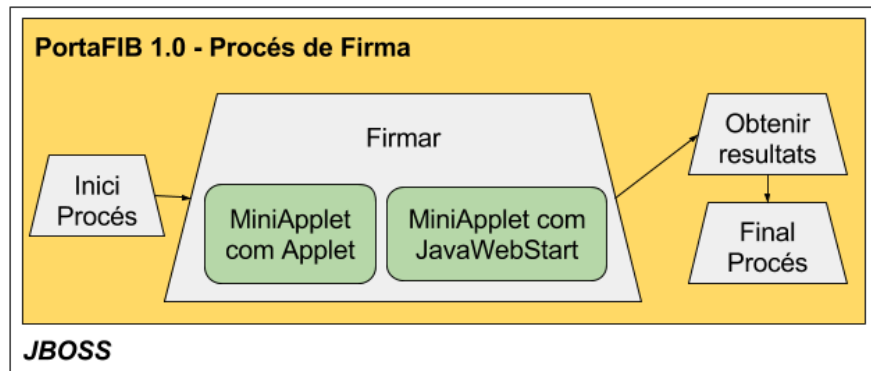 PortaFIB 1.0 - Procés de Firma
Inici
Procés
Firmar
MiniApplet
com Applet
MiniApplet com
JavaWebStart
Obtenir
resultats
Final
Procés
JBOSS